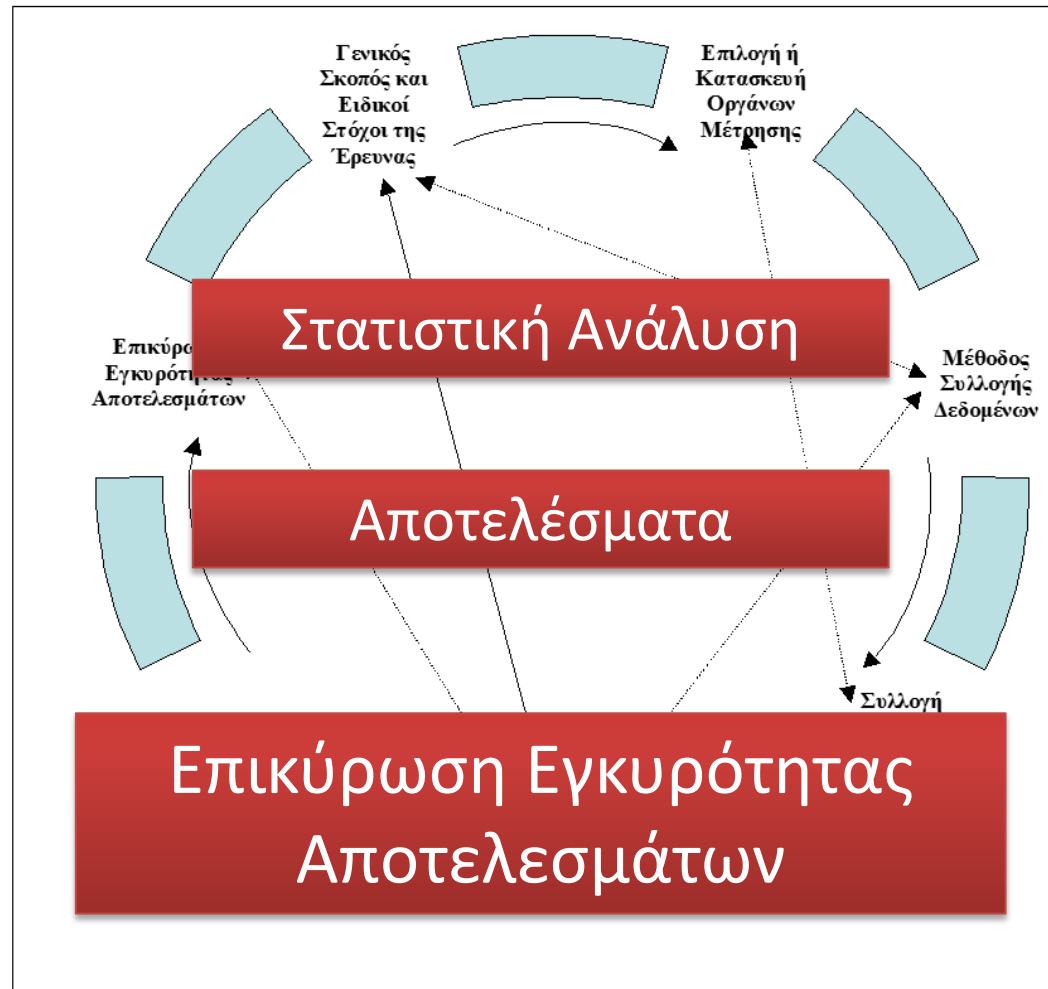 Γενικός
Σκοπός και
Ειδικοί
Στόχοι της
Έρευνας
Επιλογή ή
Κατασκευή
Οργάνων
Μέτρησης
Στατιστική Ανάλυση
Εγκυρότητας
Αποτελεσμάτων
Μέθοδος
Συλλογής
Δεδομένων
Αποτελέσματα
Συλλογή
Επικύρωση Εγκυρότητας
Αποτελεσμάτων